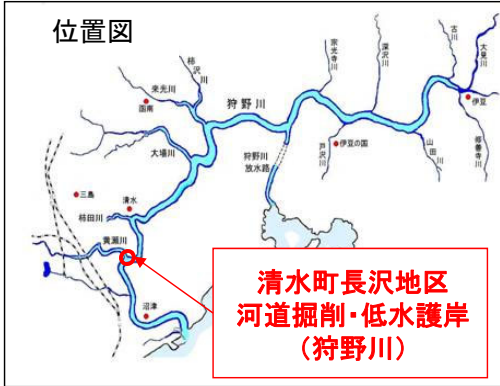 位置図
柿沢川
来光川
函南
狩野川
宗光寺川
深沢川
古川
大見川
伊豆
修善寺川
山田川
伊豆の国
戸沢川
狩野川
放水路
大場川
三島
清水
柿田川
黄瀬川
沼津
清水町長沢地区
河道掘削・低水護岸
（狩野川）